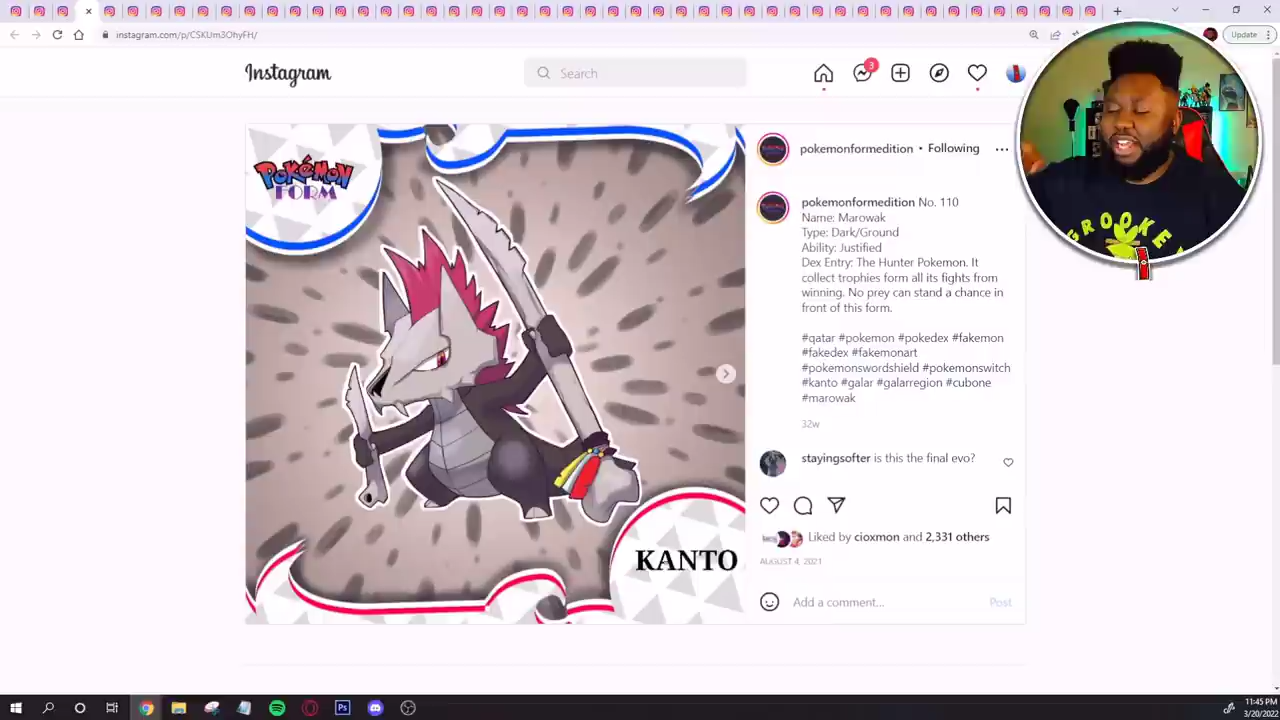 instagram.com/p/CSKUm3OhyFH/
Update
Instagram
Search
3
POKéMON
FORM
KANTO
pokemonformedition • Following
pokemonformedition No. 110
Name: Marowak
Type: Dark/Ground
Ability: Justified
Dex Entry: The Hunter Pokemon. It
collect trophies form all its fights from
winning. No prey can stand a chance in
front of this form.
#qatar #pokemon #pokedex #fakemon
#fakedex #fakemonart
#pokemonswordshield #pokemonswitch
#kanto #galar #galarregion #cubone
#marowak
32w
stayingsofter is this the final evo?
Liked by cioxmon and 2,331 others
AUGUST 4, 2021
Add a comment...
Post
GROOKEY
Ps
11:45 PM
3/20/2022